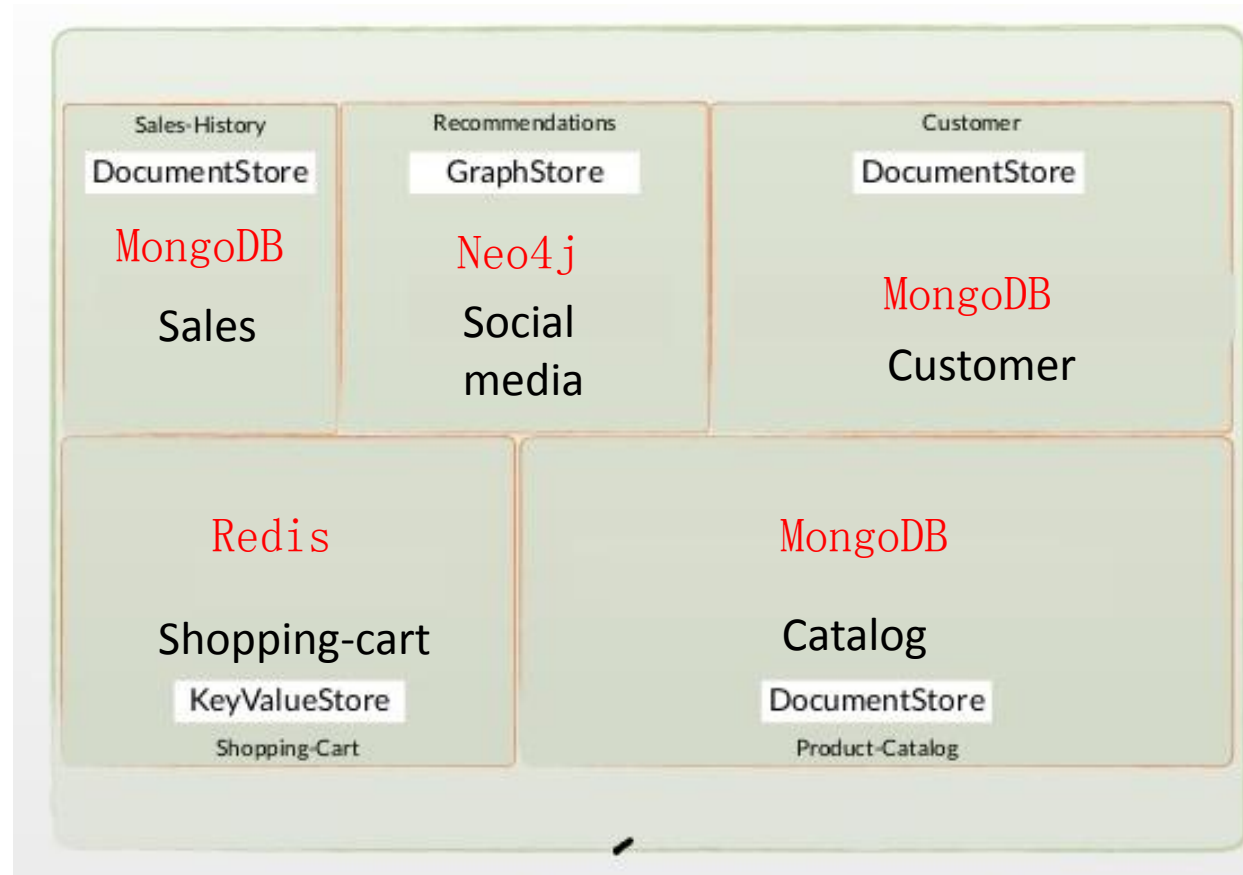 Sales-History
DocumentStore
MongoDB
Sales
Recommendations
GraphStore
Neo4j
Social
media
Customer
DocumentStore
MongoDB
Customer
Redis
Shopping-cart
KeyValueStore
Shopping-Cart
MongoDB
Catalog
DocumentStore
Product-Catalog